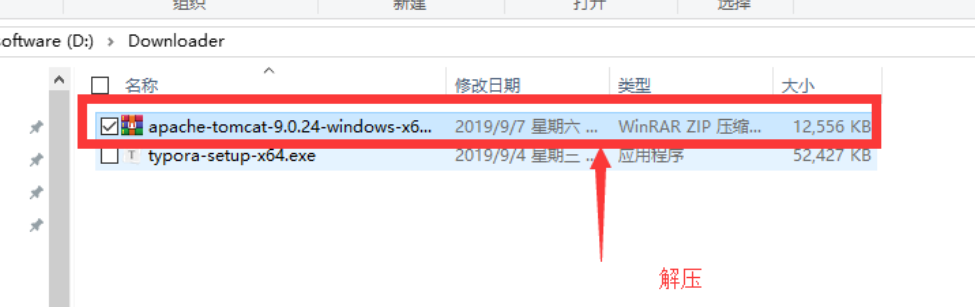 组织 新建 打开 选择
software (D:) › Downloader
名称 修改日期 类型 大小
apache-tomcat-9.0.24-windows-x6... 2019/9/7 星期六 ... WinRAR ZIP 压缩... 12,556 KB
typora-setup-x64.exe 2019/9/4 星期三 ... 应用程序 52,427 KB
解压